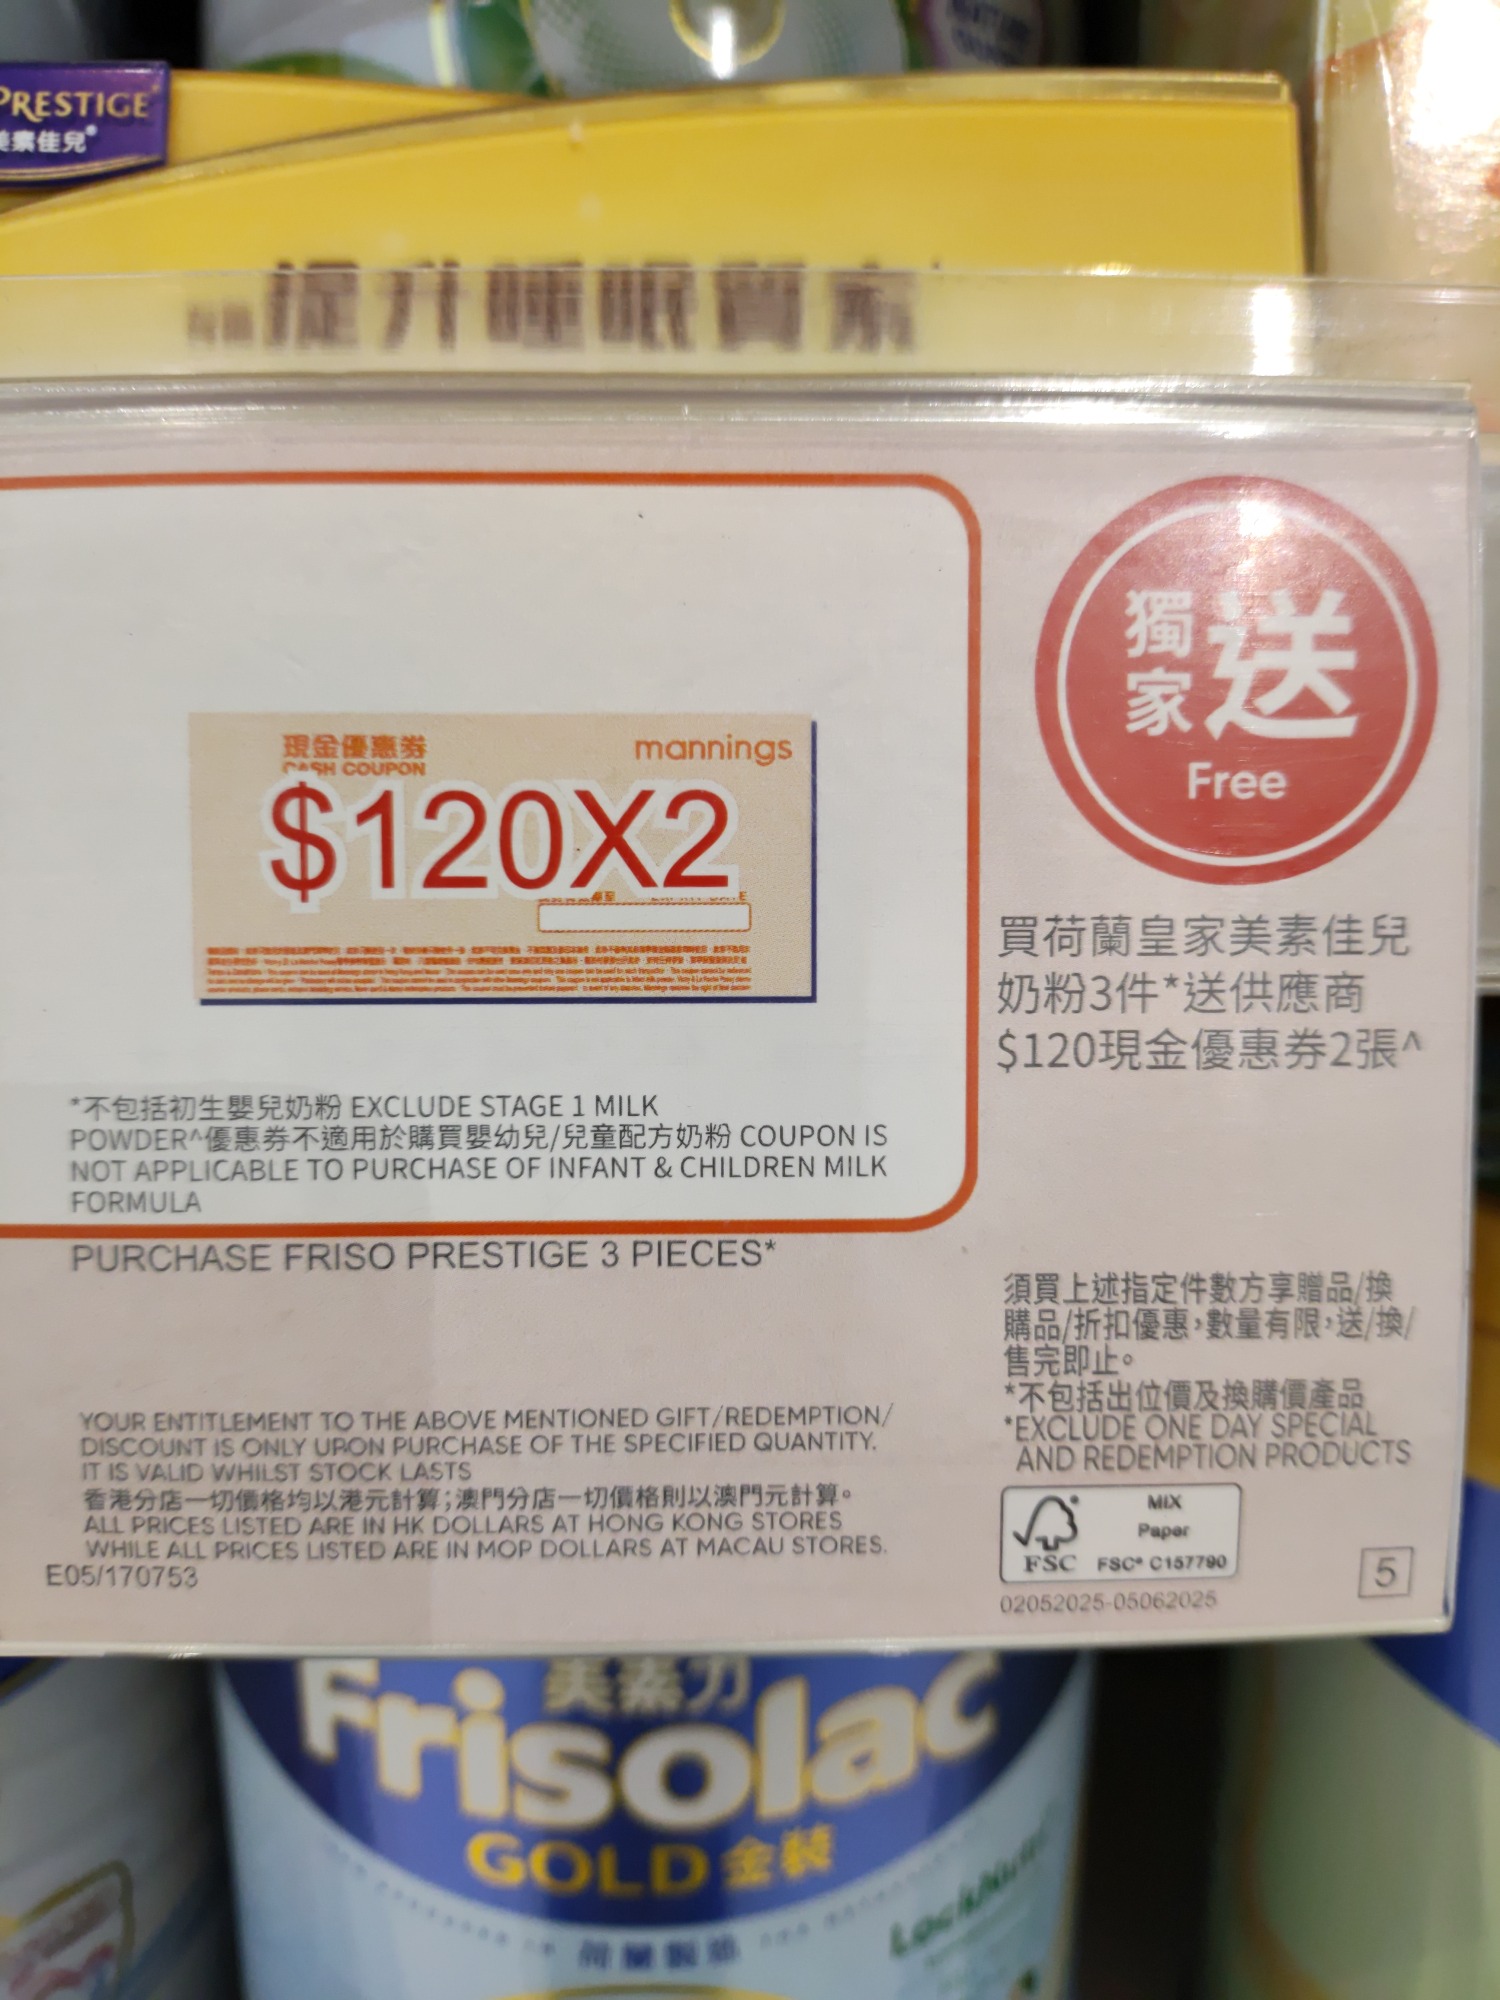 PRESTIGE
美素佳兒®
提升睡眠質素
獨家送
Free
現金優惠券
mannings
CASH COUPON
$120X2
買荷蘭皇家美素佳兒
奶粉3件*送供應商
$120現金優惠券2張^
*不包括初生嬰兒奶粉 EXCLUDE STAGE 1 MILK
POWDER^優惠券不適用於購買嬰幼兒/兒童配方奶粉 COUPON IS
NOT APPLICABLE TO PURCHASE OF INFANT & CHILDREN MILK
FORMULA
PURCHASE FRISO PRESTIGE 3 PIECES*
須買上述指定件數方享贈品/換
購品/折扣優惠，數量有限，送/換/
售完即止。
*不包括出位價及換購價產品
*EXCLUDE ONE DAY SPECIAL
AND REDEMPTION PRODUCTS
YOUR ENTITLEMENT TO THE ABOVE MENTIONED GIFT/REDEMPTION/
DISCOUNT IS ONLY UPON PURCHASE OF THE SPECIFIED QUANTITY.
IT IS VALID WHILST STOCK LASTS
香港分店一切價格均以港元計算；澳門分店一切價格則以澳門元計算。
ALL PRICES LISTED ARE IN HK DOLLARS AT HONG KONG STORES
WHILE ALL PRICES LISTED ARE IN MOP DOLLARS AT MACAU STORES.
E05/170753
MIX
Paper
FSC
FSC® C157790
02052025-05062025
5
美素力
Frisolac
GOLD 金裝
荷蘭製造